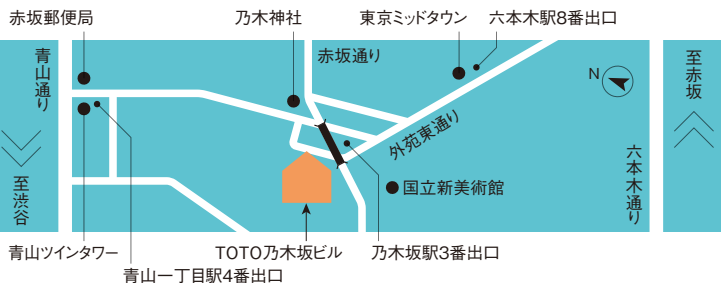 赤坂郵便局
乃木神社
東京ミッドタウン
六本木駅8番出口
青山通り
赤坂通り
N
至赤坂
外苑東通り
至渋谷
国立新美術館
六本木通り
青山ツインタワー
TOTO乃木坂ビル
乃木坂駅3番出口
青山一丁目駅4番出口